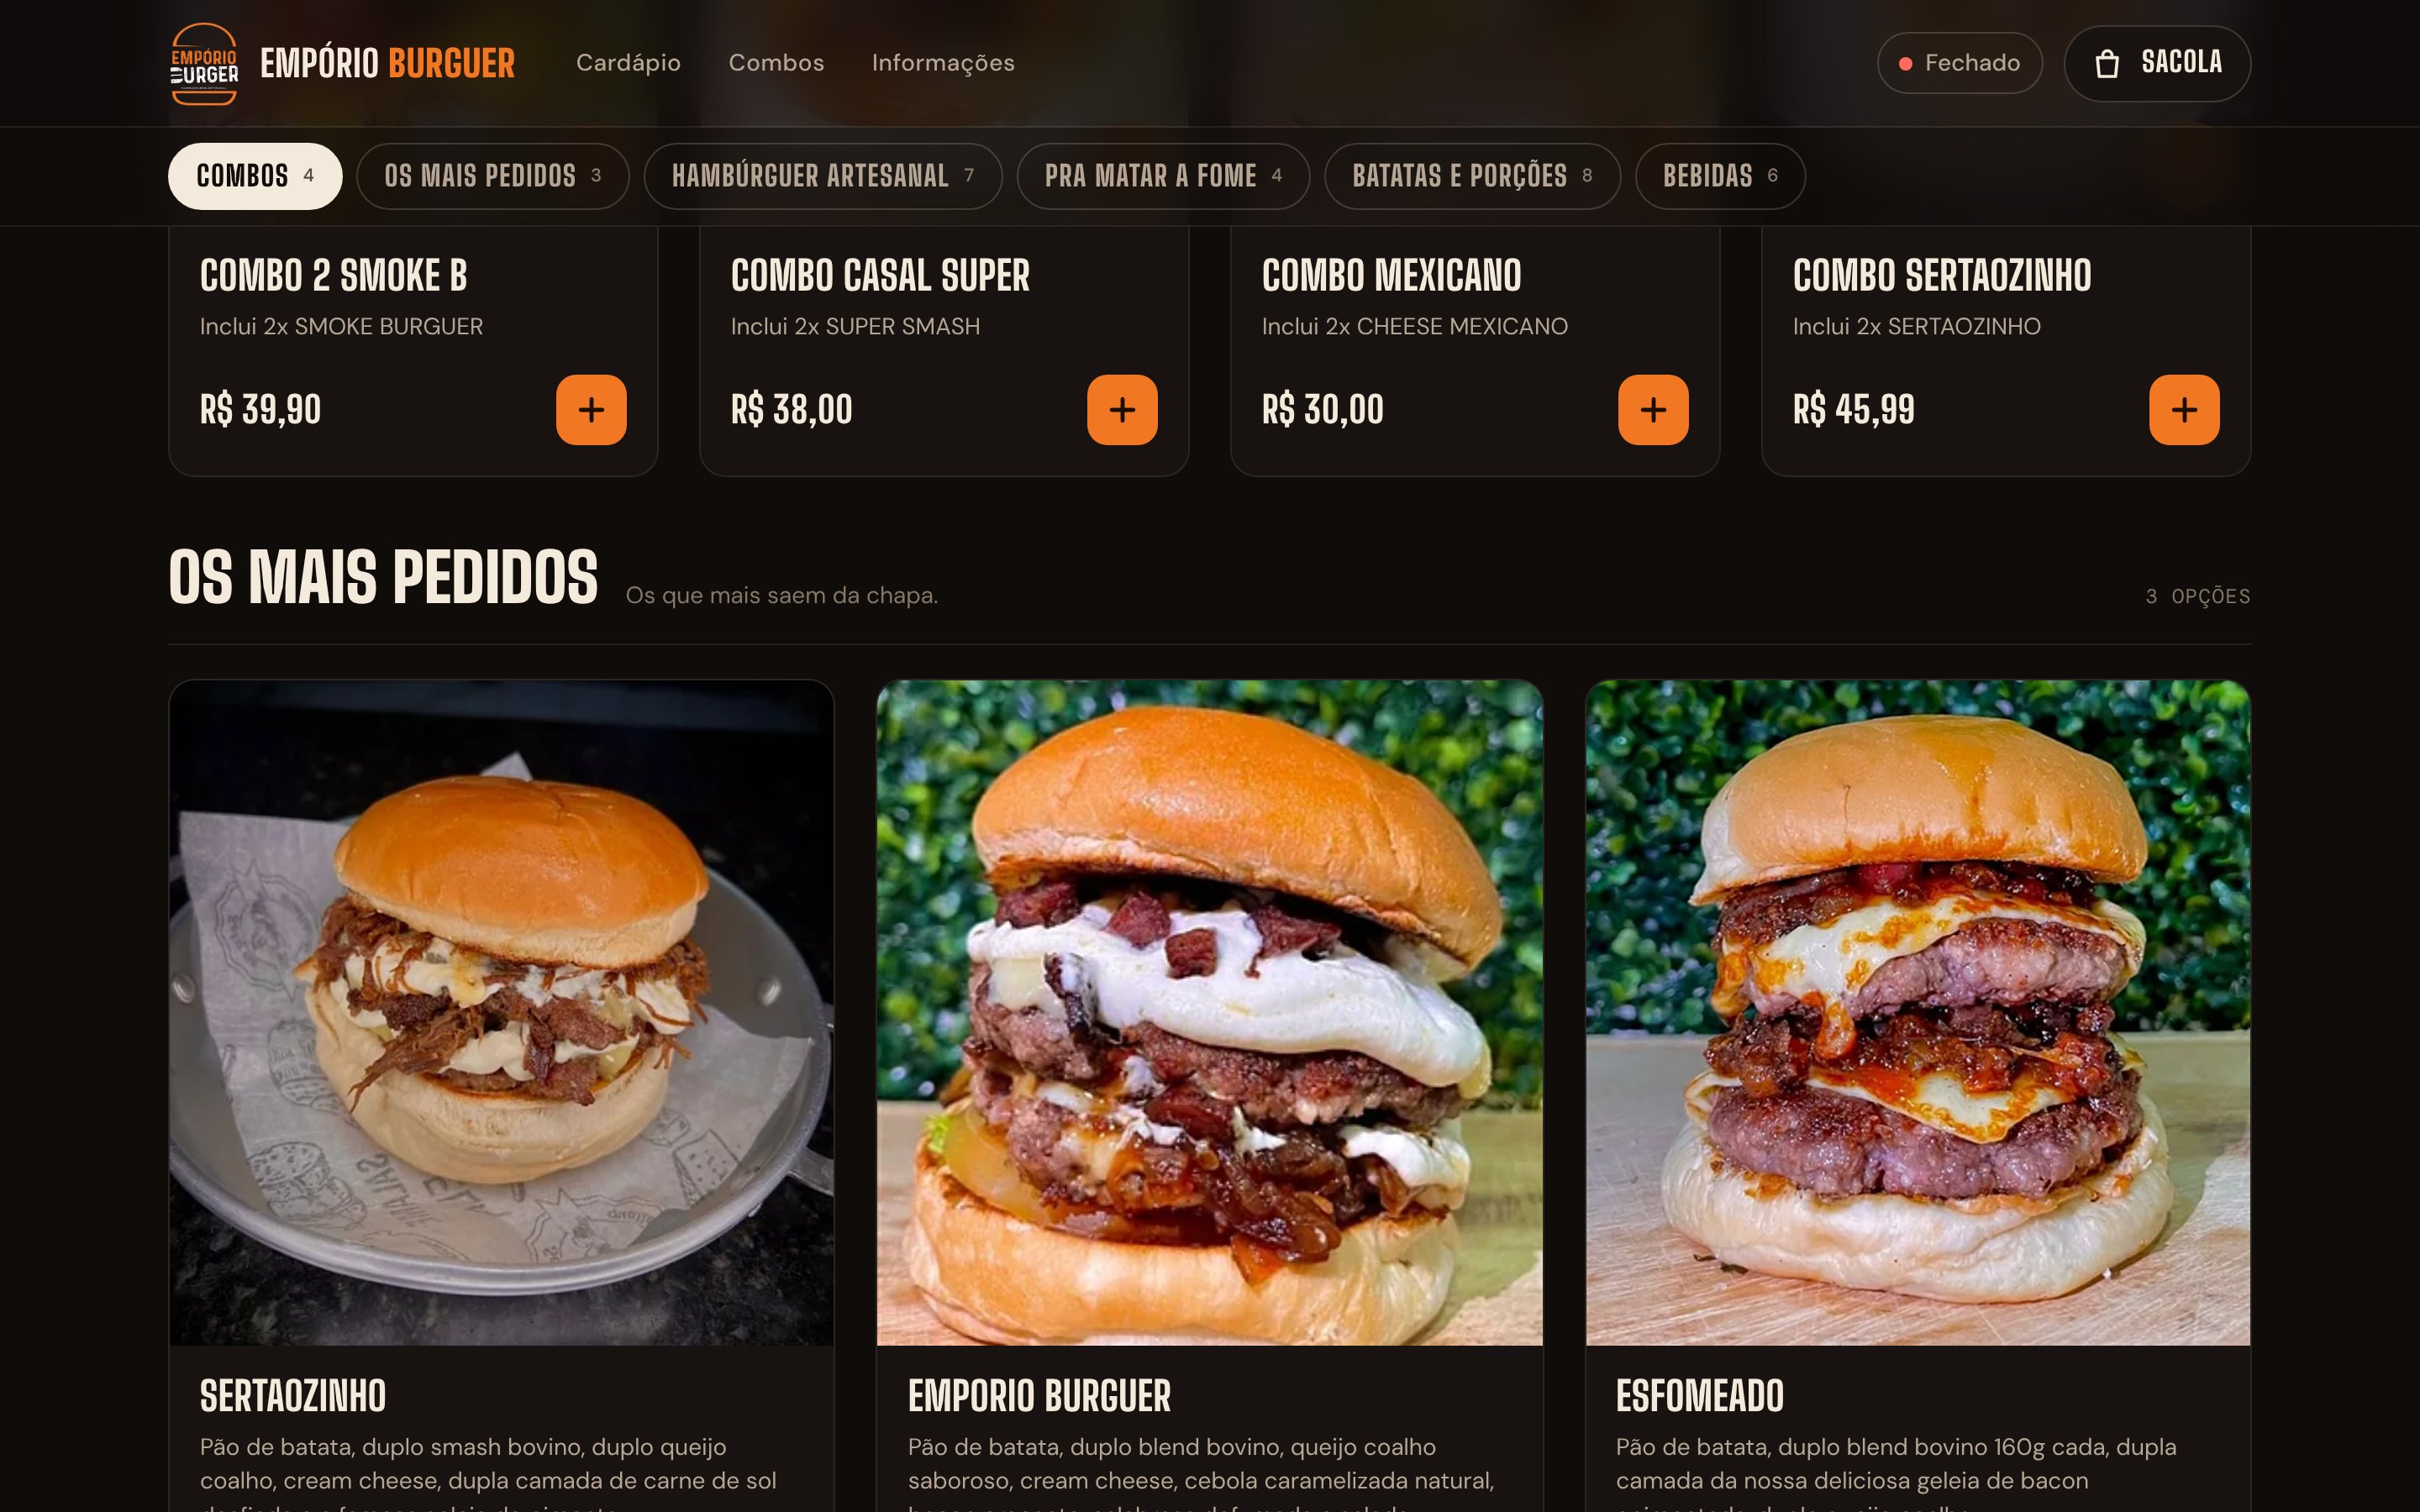 EMPÓRIO
BURGER
EMPÓRIO BURGUER
Cardápio
Combos
Informações
Fechado
SACOLA
COMBOS 4
OS MAIS PEDIDOS 3
HAMBÚRGUER ARTESANAL 7
PRA MATAR A FOME 4
BATATAS E PORÇÕES 8
BEBIDAS 6
COMBO 2 SMOKE B
Inclui 2x SMOKE BURGUER
R$ 39,90
COMBO CASAL SUPER
Inclui 2x SUPER SMASH
R$ 38,00
COMBO MEXICANO
Inclui 2x CHEESE MEXICANO
R$ 30,00
COMBO SERTAOZINHO
Inclui 2x SERTAOZINHO
R$ 45,99
OS MAIS PEDIDOS
Os que mais saem da chapa.
3 OPÇÕES
SERTAOZINHO
Pão de batata, duplo smash bovino, duplo queijo
coalho, cream cheese, dupla camada de carne de sol
EMPORIO BURGUER
Pão de batata, duplo blend bovino, queijo coalho
saboroso, cream cheese, cebola caramelizada natural,
ESFOMEADO
Pão de batata, duplo blend bovino 160g cada, dupla
camada da nossa deliciosa geleia de bacon